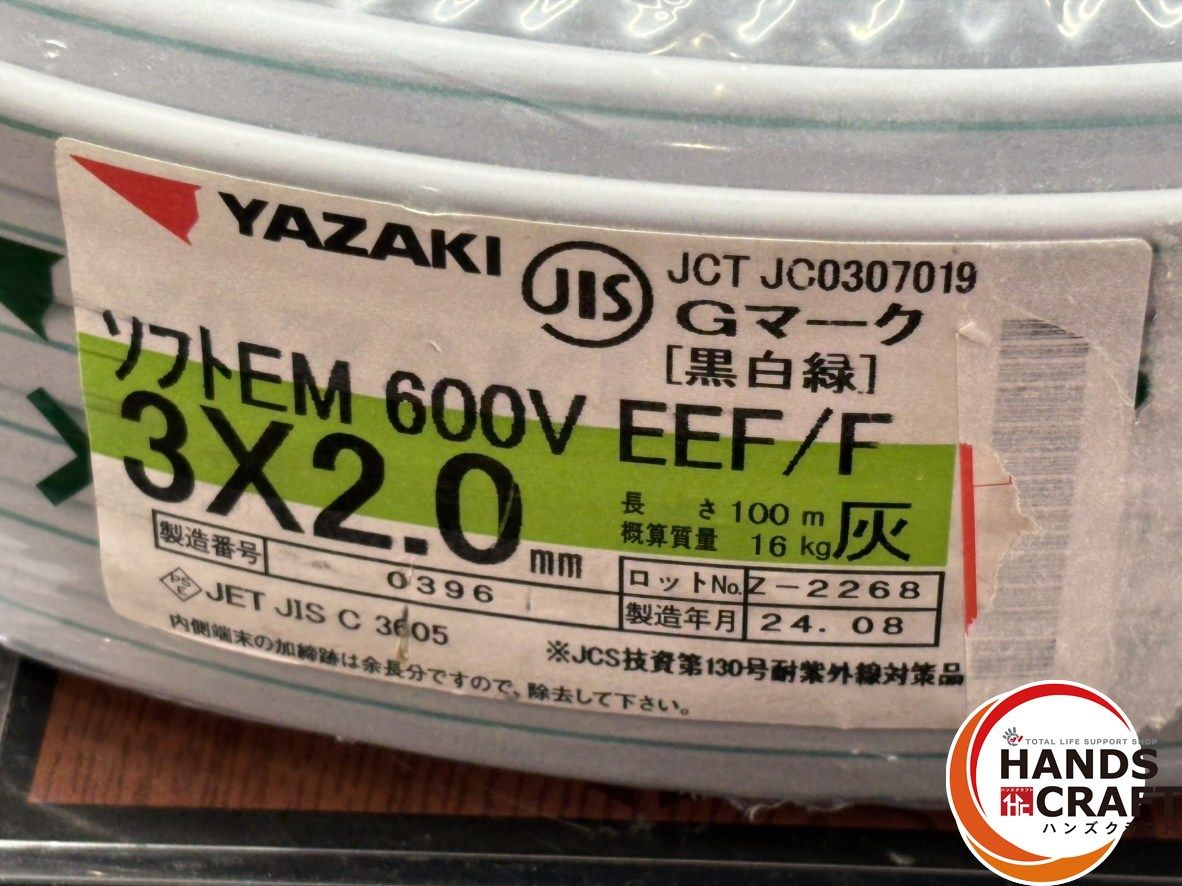 YAZAKI
JIS
JCT JC0307019
Gマーク
[黒白緑]
ソフトEM 600V EEF/F
3X2.0mm
長さ 100 m
概算質量 16 kg
灰
製造番号 0396
ロットNo. Z-2268
製造年月 24.08
PSE JET JIS C 3605
※JCS技資第130号耐紫外線対策品
内側端末の加締跡は余長分ですので、除去して下さい。
TOTAL LIFE SUPPORT SHOP
HANDS
ハンズクラフト
CRAFT